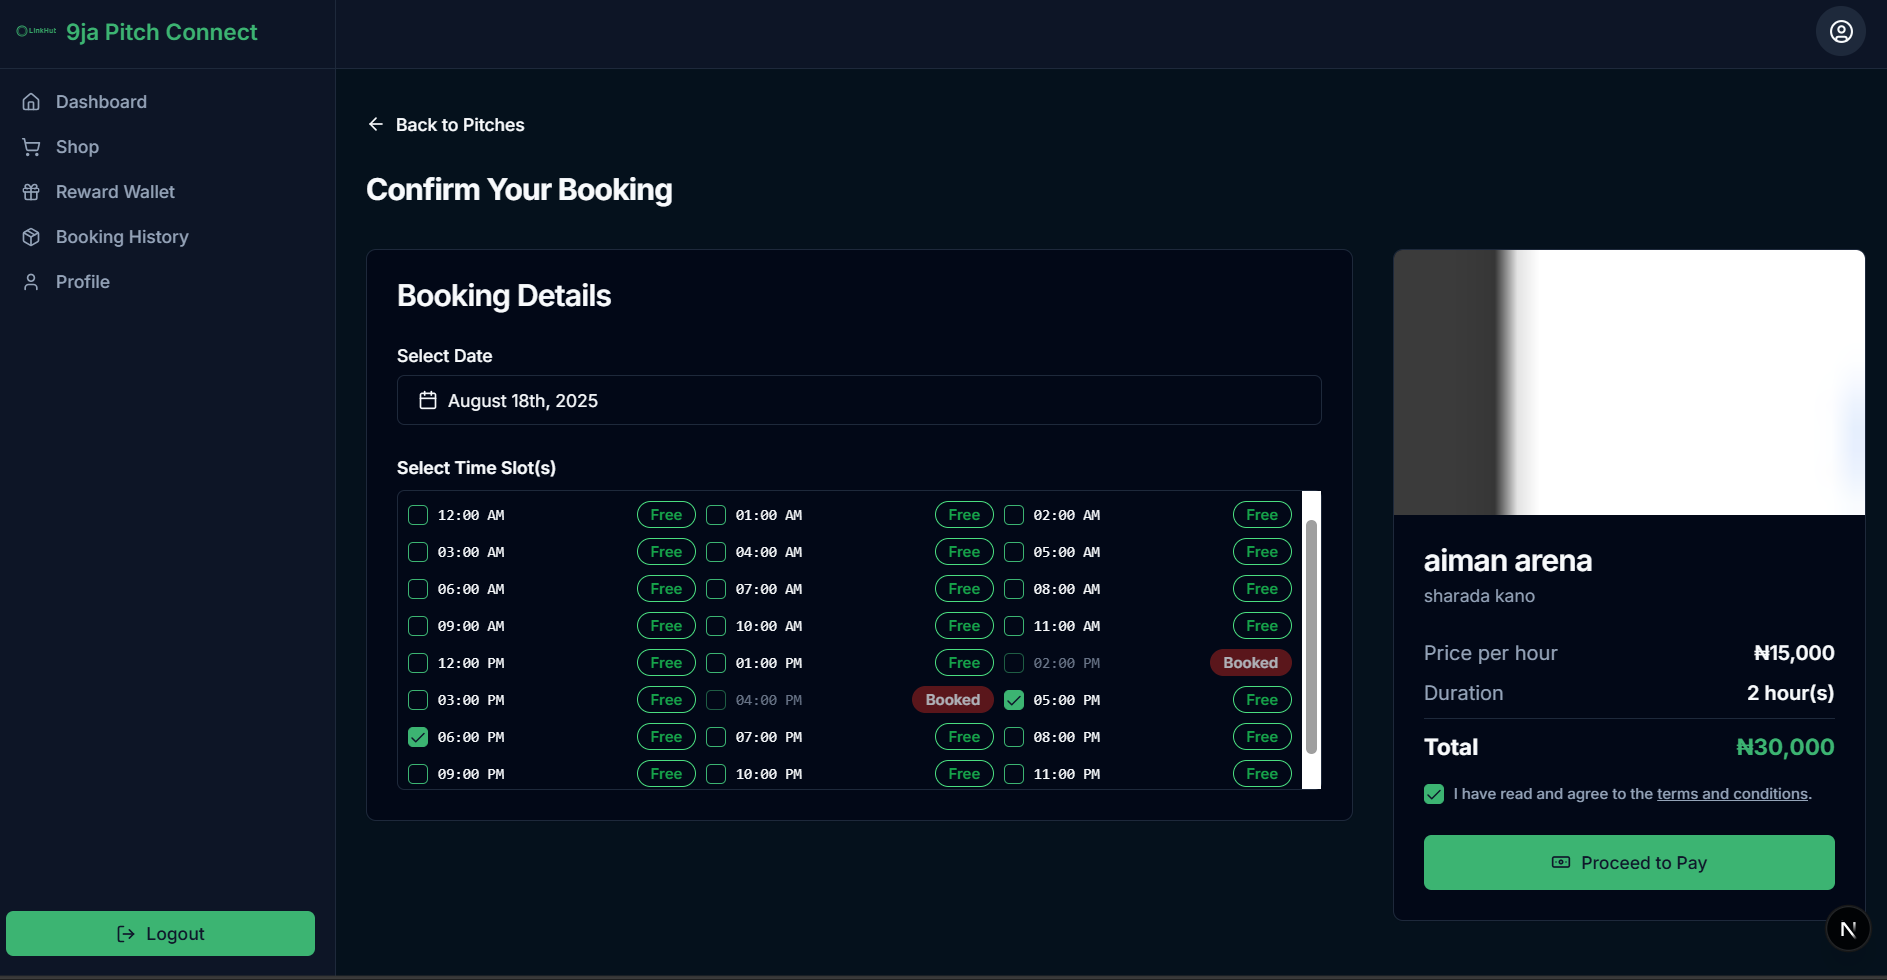 LinkHut 9ja Pitch Connect
Dashboard
Shop
Reward Wallet
Booking History
Profile
Logout
Back to Pitches
Confirm Your Booking
Booking Details
Select Date
August 18th, 2025
Select Time Slot(s)
12:00 AM Free 01:00 AM Free 02:00 AM Free
03:00 AM Free 04:00 AM Free 05:00 AM Free
06:00 AM Free 07:00 AM Free 08:00 AM Free
09:00 AM Free 10:00 AM Free 11:00 AM Free
12:00 PM Free 01:00 PM Free 02:00 PM Booked
03:00 PM Free 04:00 PM Booked 05:00 PM Free
06:00 PM Free 07:00 PM Free 08:00 PM Free
09:00 PM Free 10:00 PM Free 11:00 PM Free
aiman arena
sharada kano
Price per hour ₦15,000
Duration 2 hour(s)
Total ₦30,000
I have read and agree to the terms and conditions.
Proceed to Pay
N